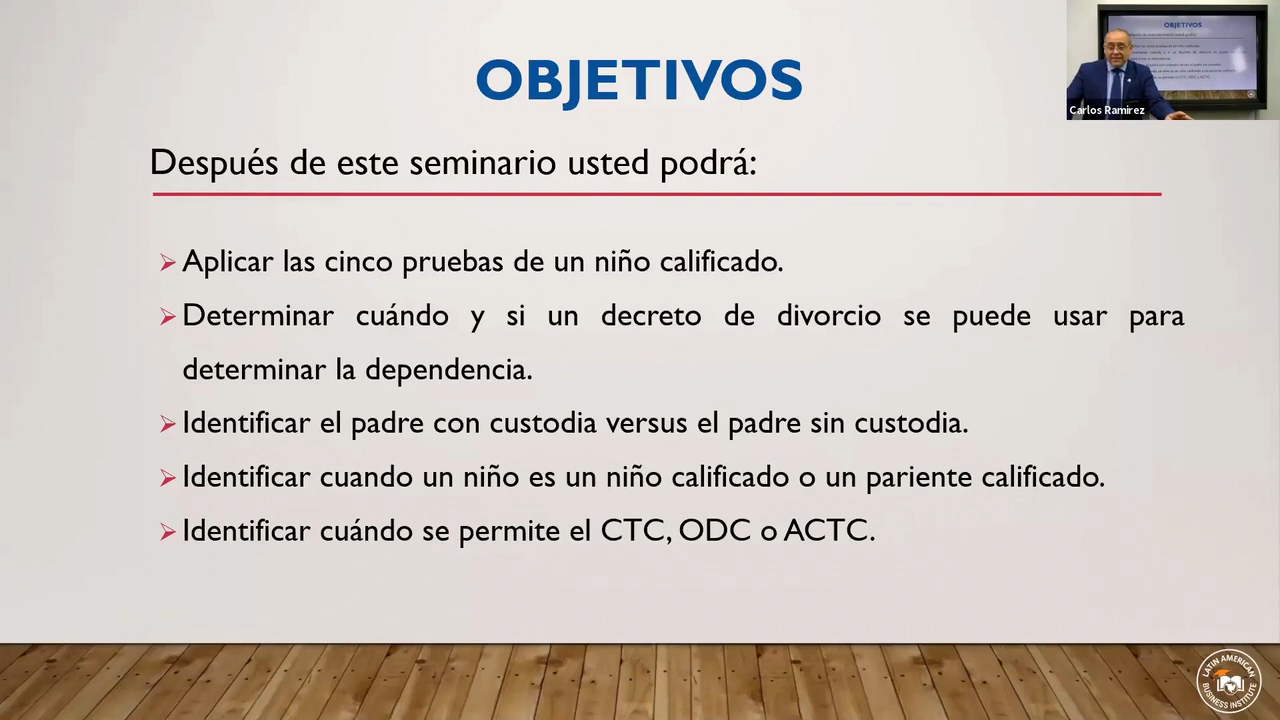 OBJETIVOS
Después de este seminario usted podrá:
Aplicar las cinco pruebas de un niño calificado.
Determinar cuándo y si un decreto de divorcio se puede usar para
determinar la dependencia.
Identificar el padre con custodia versus el padre sin custodia.
Identificar cuando un niño es un niño calificado o un pariente calificado.
Identificar cuándo se permite el CTC, ODC o ACTC.
OBJETIVOS
Carlos Ramirez
LATIN AMERICAN
BUSINESS INSTITUTE